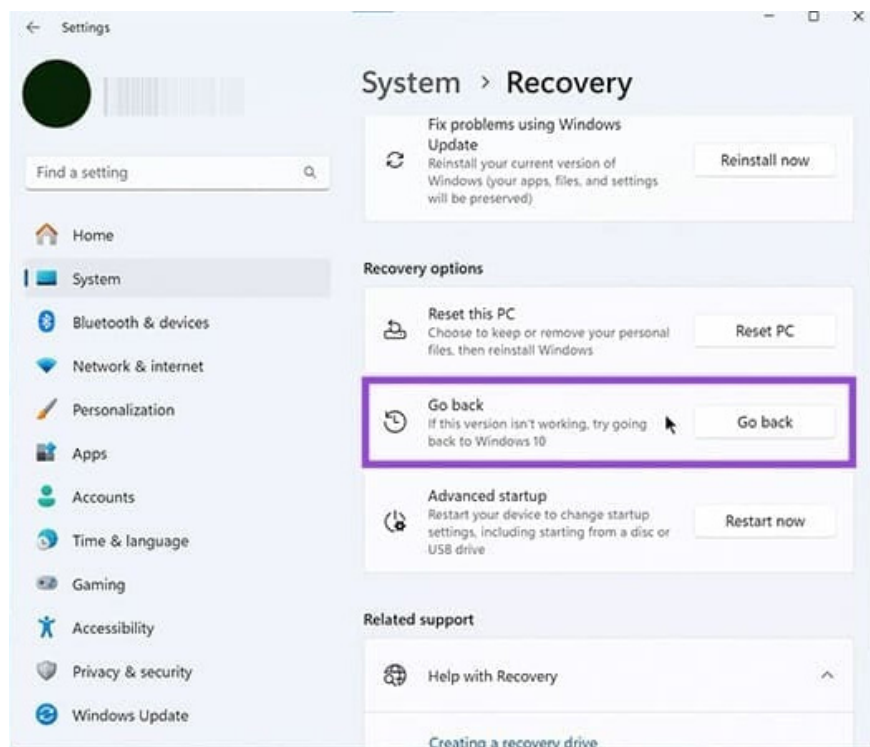 Settings
System > Recovery
Find a setting
Home
System
Bluetooth & devices
Network & internet
Personalization
Apps
Accounts
Time & language
Gaming
Accessibility
Privacy & security
Windows Update
Fix problems using Windows
Update
Reinstall your current version of
Windows (your apps, files, and settings
will be preserved)
Reinstall now
Recovery options
Reset this PC
Choose to keep or remove your personal
files, then reinstall Windows
Reset PC
Go back
If this version isn't working, try going
back to Windows 10
Go back
Advanced startup
Restart your device to change startup
settings, including starting from a disc or
USB drive
Restart now
Related support
Help with Recovery
Creating a recovery drive